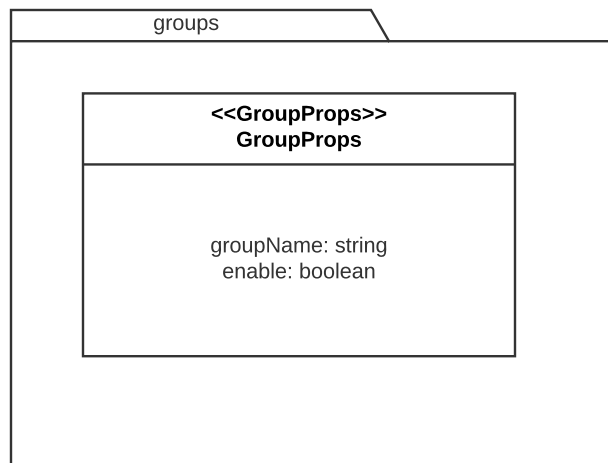 groups
<<GroupProps>>
GroupProps
groupName: string
enable: boolean